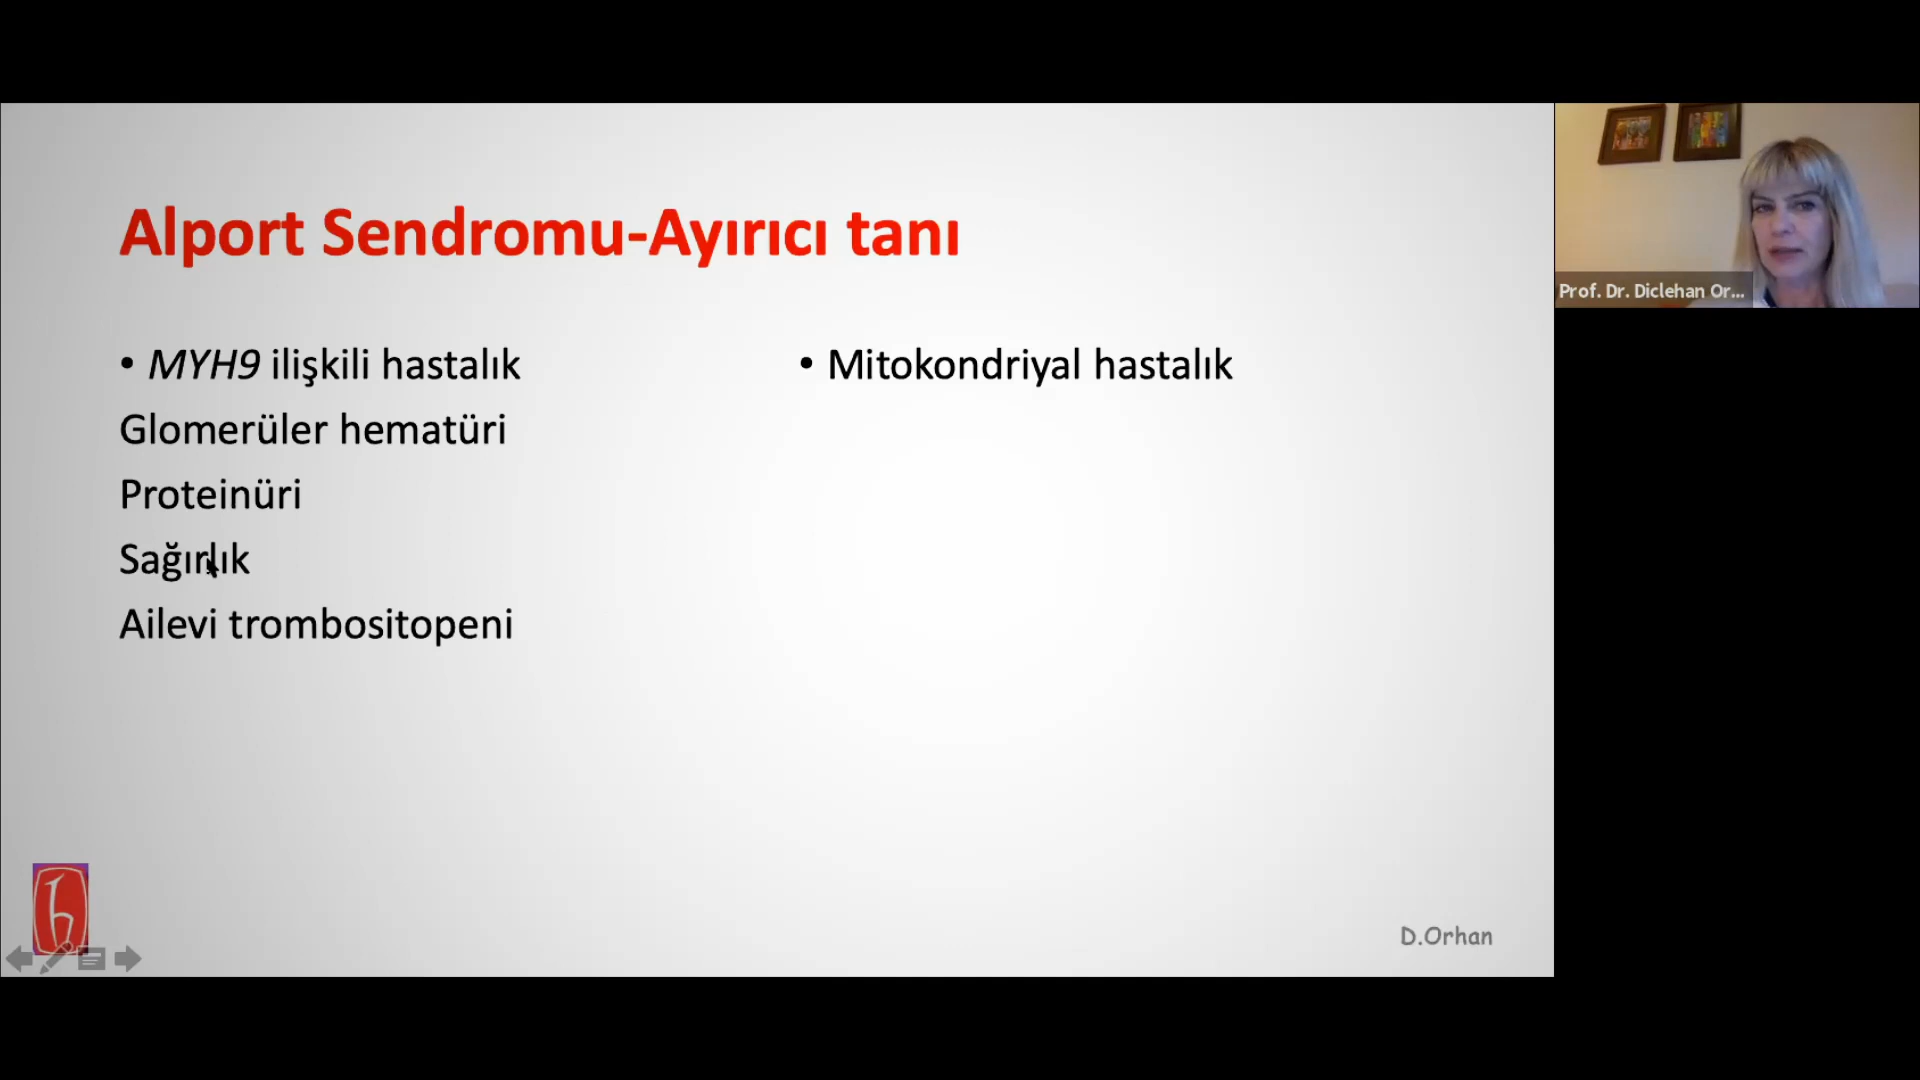 Alport Sendromu-Ayırıcı tanı
• MYH9 ilişkili hastalık
Glomerüler hematüri
Proteinüri
Sağırlık
Ailevi trombositopeni
• Mitokondriyal hastalık
D.Orhan
Prof. Dr. Diclehan Or...